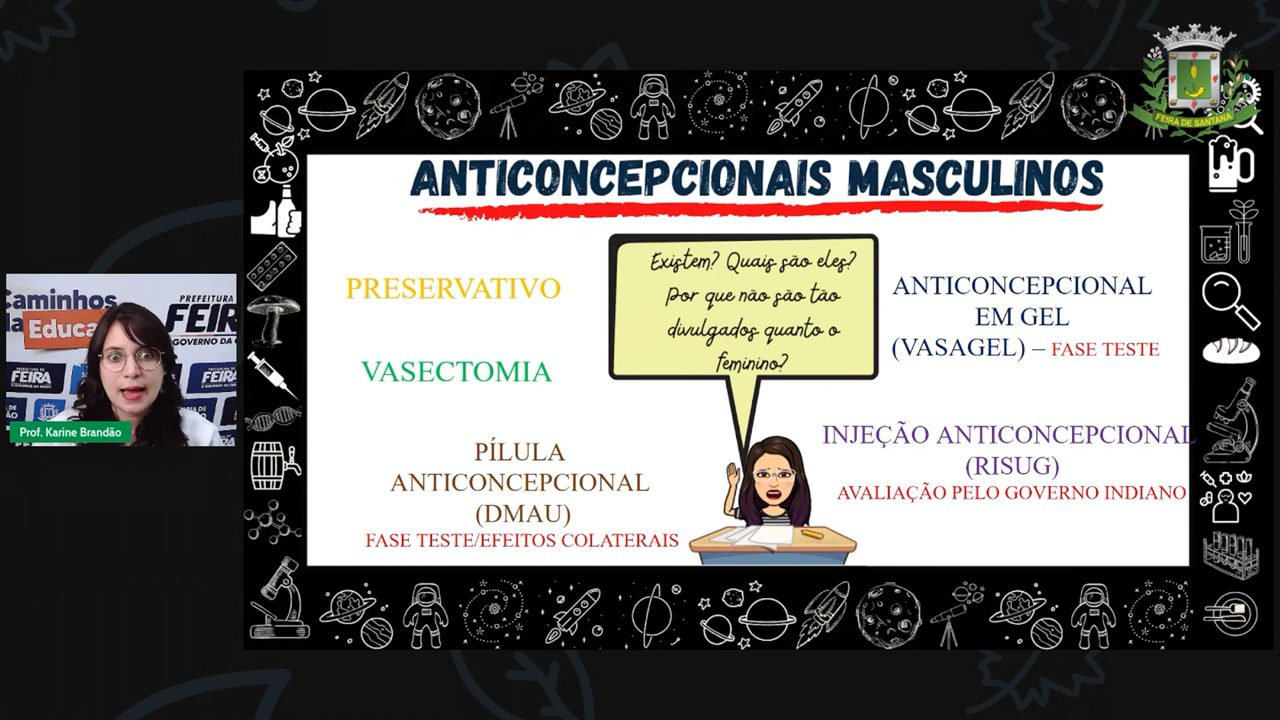 FEIRA DE SANTANA
ANTICONCEPCIONAIS MASCULINOS
Existem? Quais são eles?
Por que não são tão
divulgados quanto o
feminino?
PRESERVATIVO
VASECTOMIA
PÍLULA
ANTICONCEPCIONAL
(DMAU)
FASE TESTE/EFEITOS COLATERAIS
ANTICONCEPCIONAL
EM GEL
(VASAGEL) – FASE TESTE
INJEÇÃO ANTICONCEPCIONAL
(RISUG)
AVALIAÇÃO PELO GOVERNO INDIANO
Caminhos
da
Educa
PREFEITURA
FEIR
GOVERNO DA
FEIRA
FEIRA
Prof. Karine Brandão